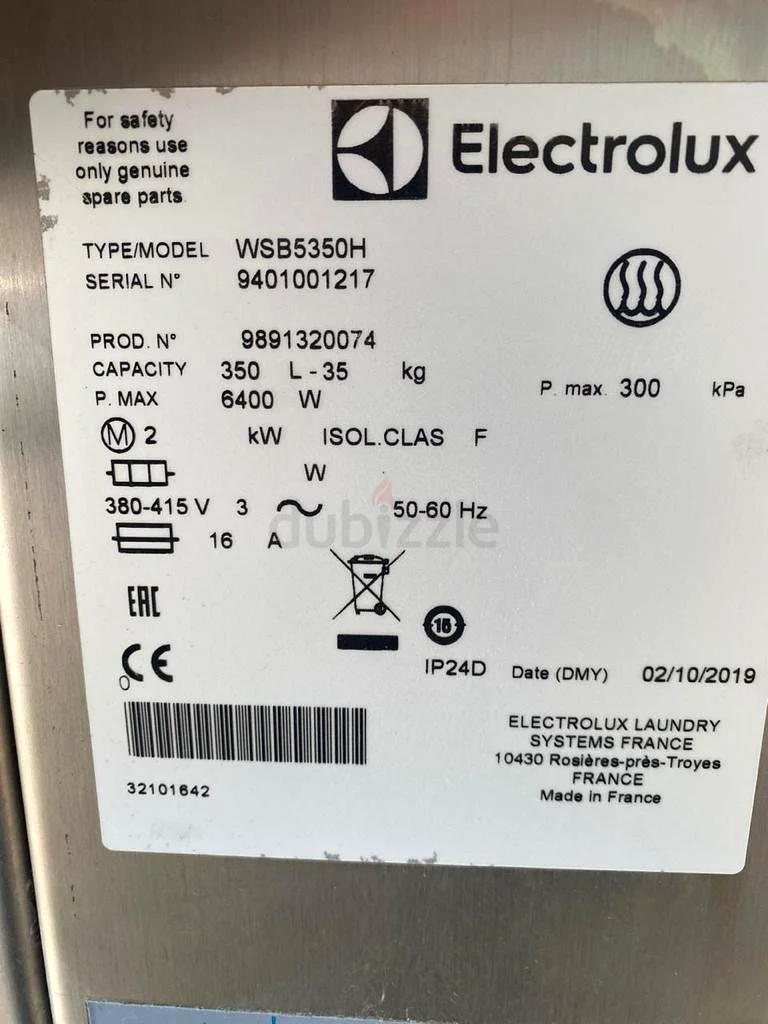 For safety
reasons use
only genuine
spare parts
Electrolux
TYPE/MODEL WSB5350H
SERIAL N° 9401001217
PROD. N° 9891320074
CAPACITY 350 L - 35 kg
P. MAX 6400 W
P. max. 300 kPa
M 2 kW ISOL.CLAS F
W
380-415 V 3 ~ 50-60 Hz
16 A
dubizzle
EAC
15
CE
IP24D Date (DMY) 02/10/2019
ELECTROLUX LAUNDRY
SYSTEMS FRANCE
10430 Rosières-près-Troyes
FRANCE
Made in France
32101642